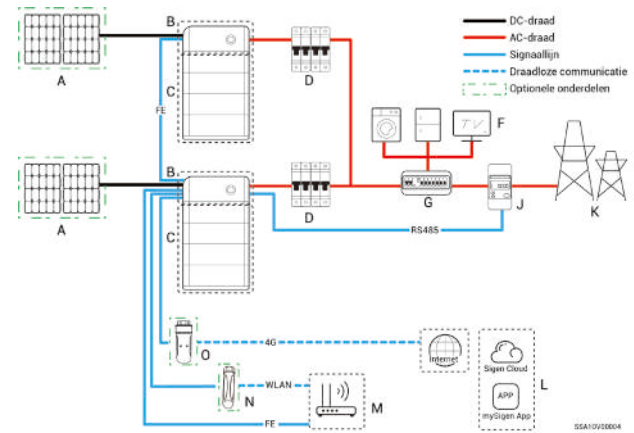 B
DC-draad
AC-draad
Signaallijn
Draadloze communicatie
Optionele onderdelen
A
C
D
FE
F
TV
B
A
C
D
G
J
K
RS485
O
4G
Internet
Sigen Cloud
L
N
WLAN
M
APP
mySigen App
FE
SSA10V00004